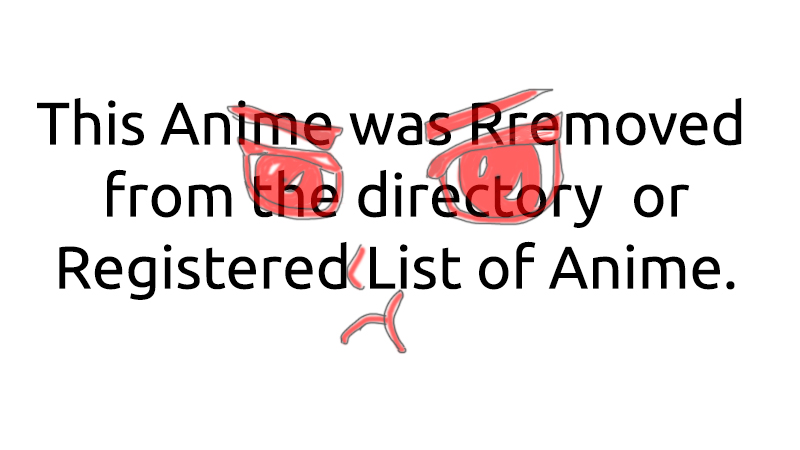 This Anime was Rremoved
from the directory  or
Registered List of Anime.